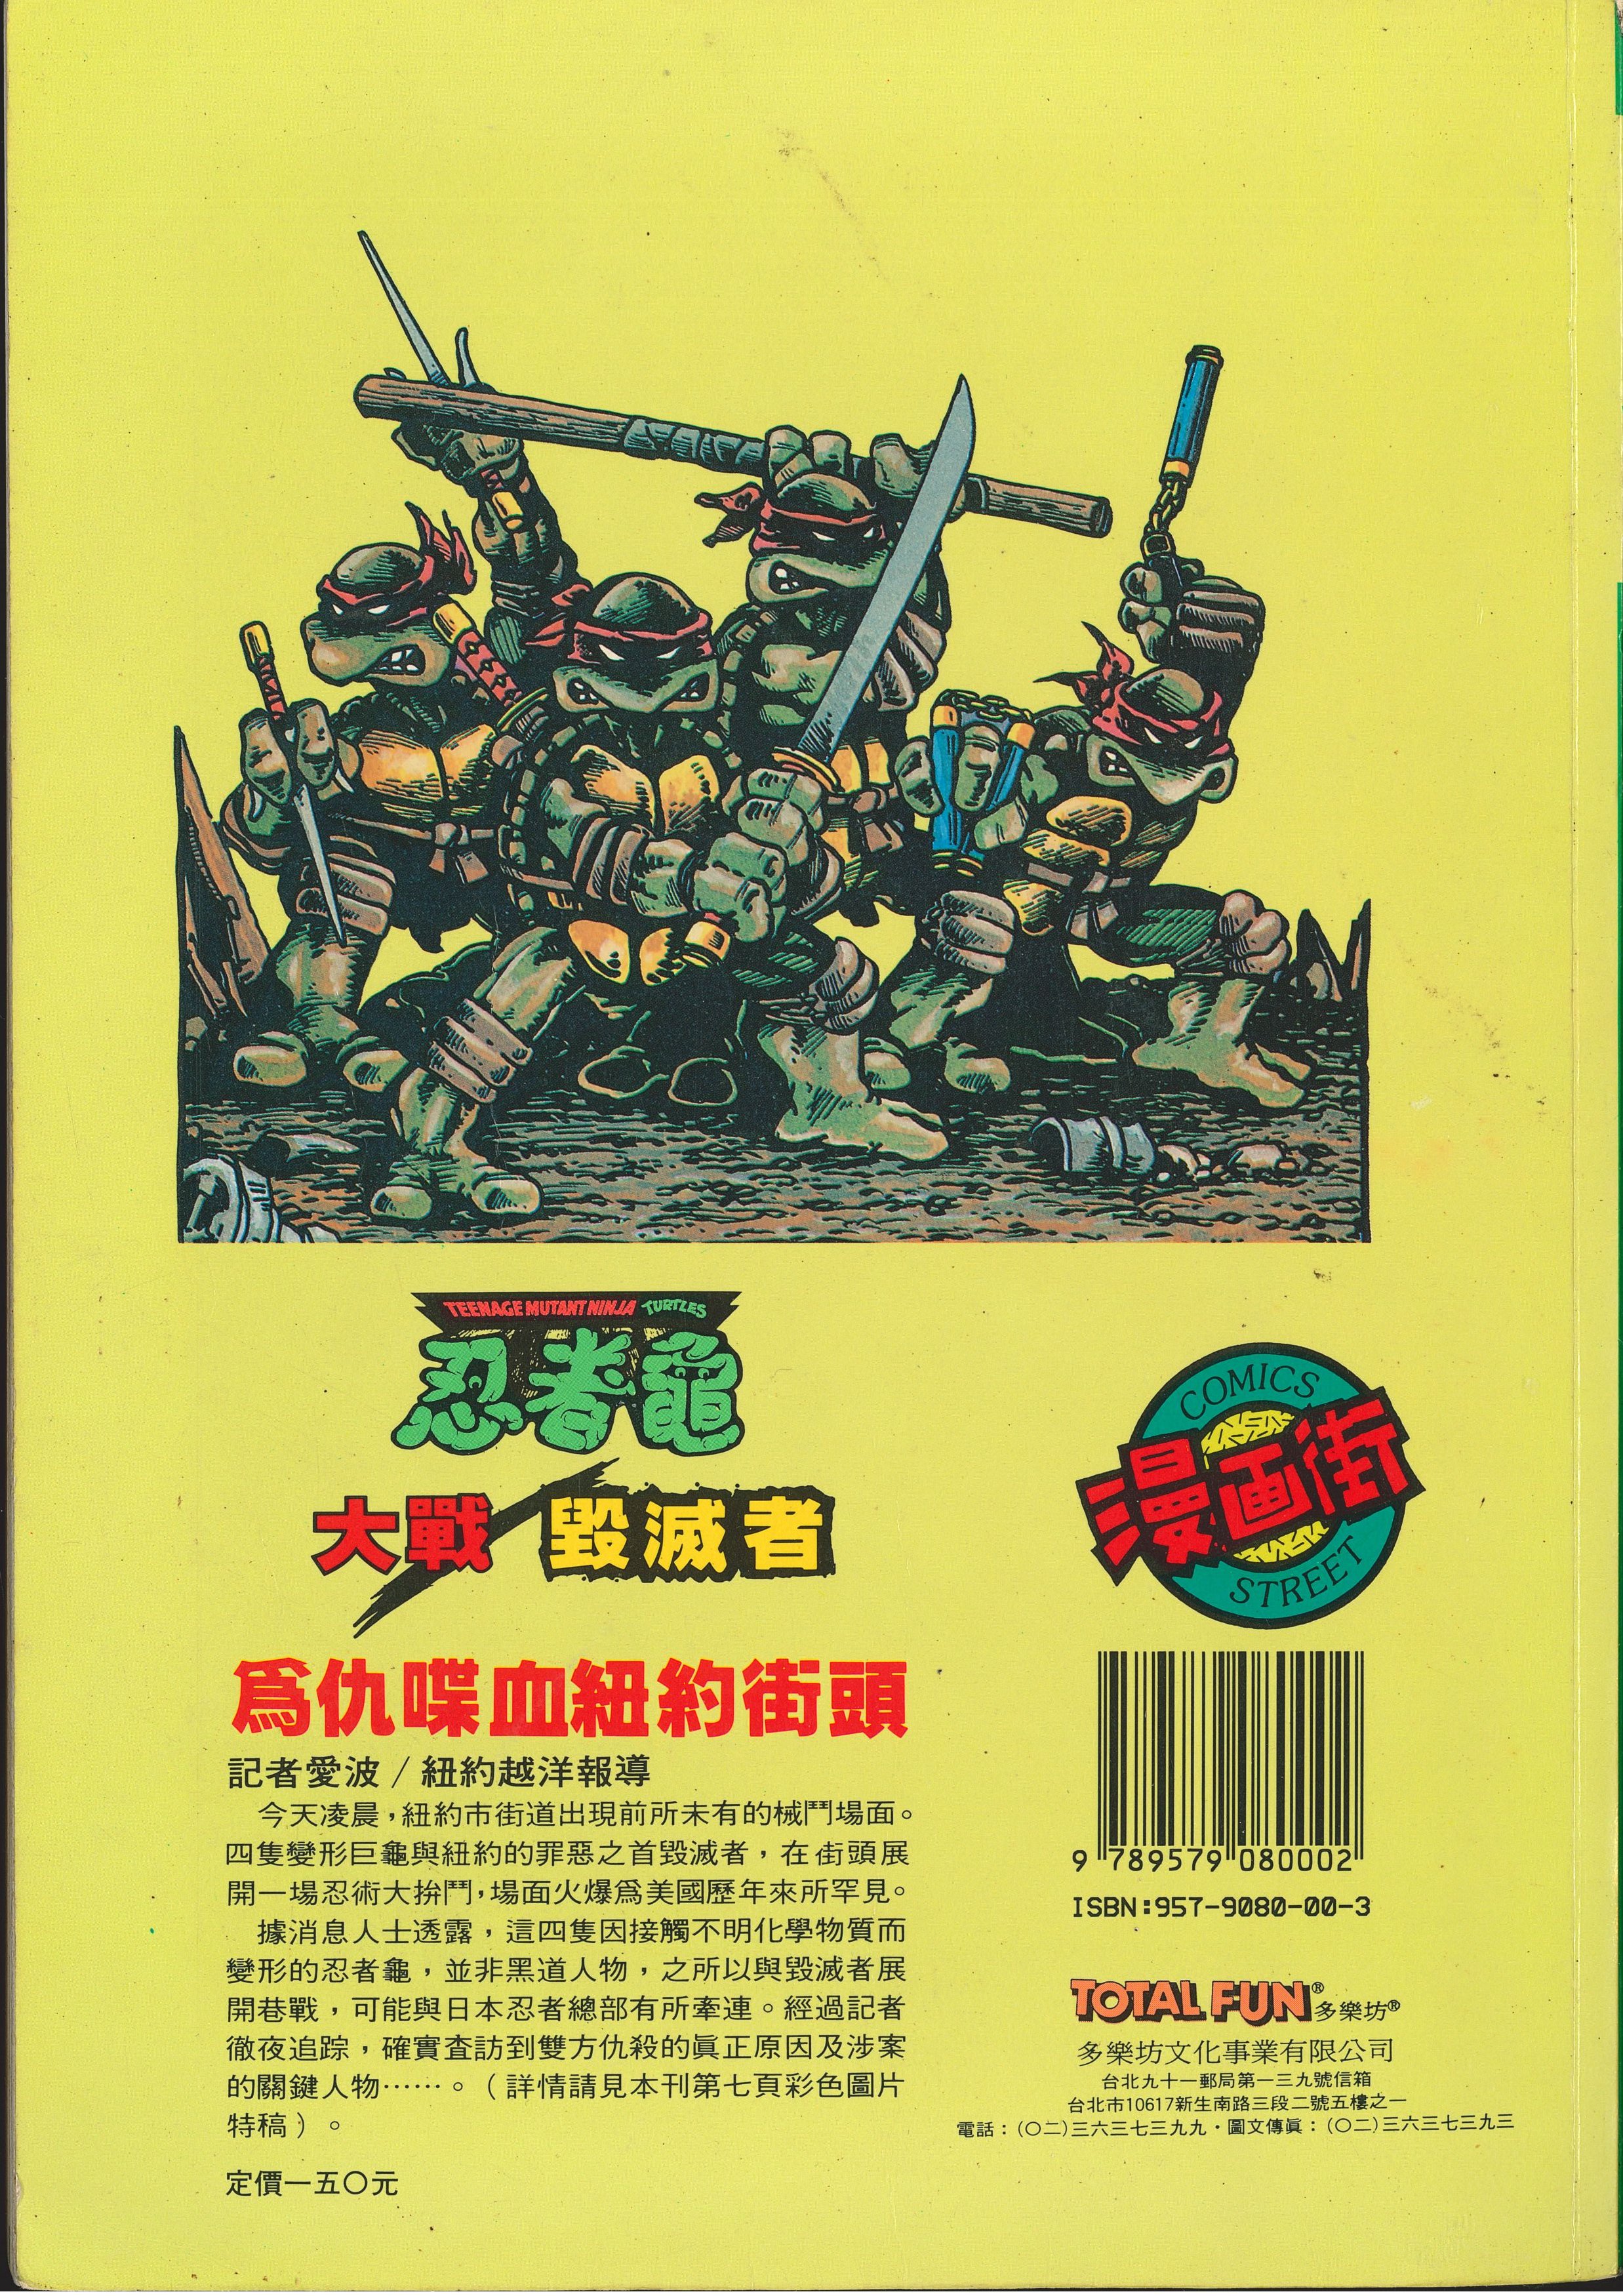 TEENAGE MUTANT NINJA TURTLES
忍者龜
大戰毀滅者
爲仇喋血紐約街頭
記者愛波/紐約越洋報導
今天凌晨,紐約市街道出現前所未有的械鬥場面。
四隻變形巨龜與紐約的罪惡之首毀滅者,在街頭展
開一場忍術大拚鬥,場面火爆爲美國歷年來所罕見。
據消息人士透露,這四隻因接觸不明化學物質而
變形的忍者龜,並非黑道人物,之所以與毀滅者展
開巷戰,可能與日本忍者總部有所牽連。經過記者
徹夜追踪,確實查訪到雙方仇殺的眞正原因及涉案
的關鍵人物……。(詳情請見本刊第七頁彩色圖片
特稿)。
定價一五〇元
COMICS
漫画街
STREET
9 789579 080002
ISBN:957-9080-00-3
TOTAL FUN® 多樂坊®
多樂坊文化事業有限公司
台北九十一郵局第一三九號信箱
台北市10617新生南路三段二號五樓之一
電話:(〇二)三六三七三九九・圖文傳眞:(〇二)三六三七三九三